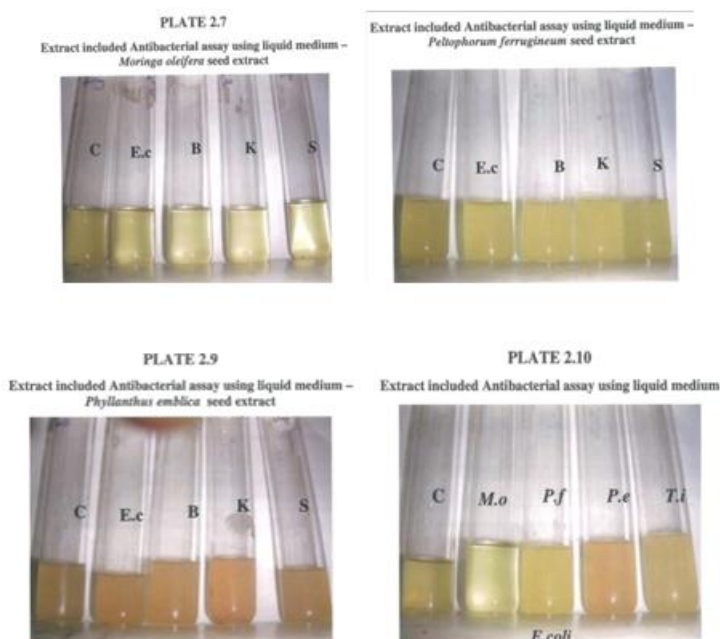 PLATE 2.7
Extract included Antibacterial assay using liquid medium –
Moringa oleifera seed extract
C E.c B K S
Extract included Antibacterial assay using liquid medium –
Peltophorum ferrugineum seed extract
C E.c B K S
PLATE 2.9
Extract included Antibacterial assay using liquid medium –
Phyllanthus emblica seed extract
C E.c B K S
PLATE 2.10
Extract included Antibacterial assay using liquid medium
C M.o P.f P.e T.i
E.coli